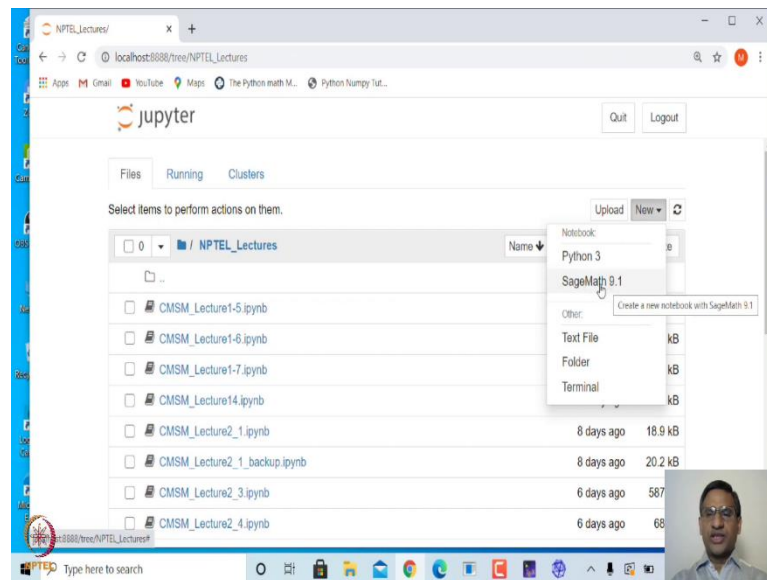 NPTEL_Lectures/
localhost:8888/tree/NPTEL_Lectures
M
Apps Gmail YouTube Maps The Python math M... Python Numpy Tut...
jupyter
Quit Logout
Files Running Clusters
Select items to perform actions on them.
Upload New
0 / NPTEL_Lectures Name
Notebook:
Python 3
SageMath 9.1
Create a new notebook with SageMath 9.1
Other:
Text File
Folder
Terminal
..
CMSM_Lecture1-5.ipynb
CMSM_Lecture1-6.ipynb kB
CMSM_Lecture1-7.ipynb kB
CMSM_Lecture14.ipynb kB
CMSM_Lecture2_1.ipynb 8 days ago 18.9 kB
CMSM_Lecture2_1_backup.ipynb 8 days ago 20.2 kB
CMSM_Lecture2_3.ipynb 6 days ago 587
CMSM_Lecture2_4.ipynb 6 days ago 68
st:8888/tree/NPTEL_Lectures#
Type here to search